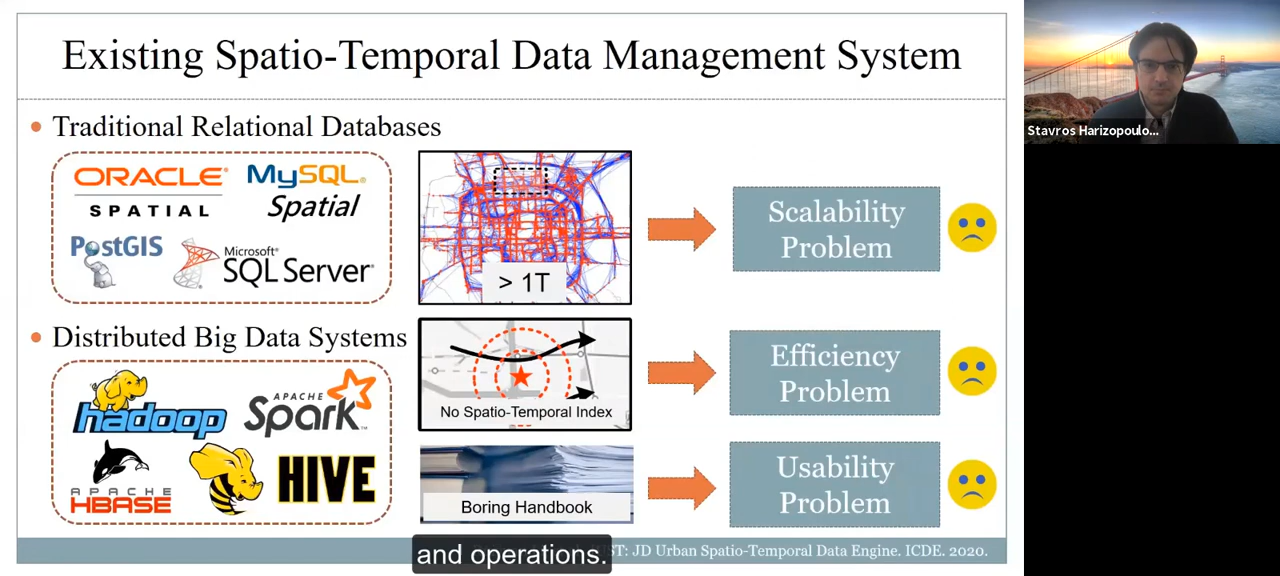 Existing Spatio-Temporal Data Management System
Traditional Relational Databases
ORACLE
SPATIAL
MySQL
Spatial
PostGIS
Microsoft
SQL Server
> 1T
Scalability
Problem
Distributed Big Data Systems
hadoop
APACHE
Spark
APACHE
HBASE
HIVE
No Spatio-Temporal Index
Efficiency
Problem
Boring Handbook
Usability
Problem
UST: JD Urban Spatio-Temporal Data Engine. ICDE. 2020.
and operations.
Stavros Harizopoulo...